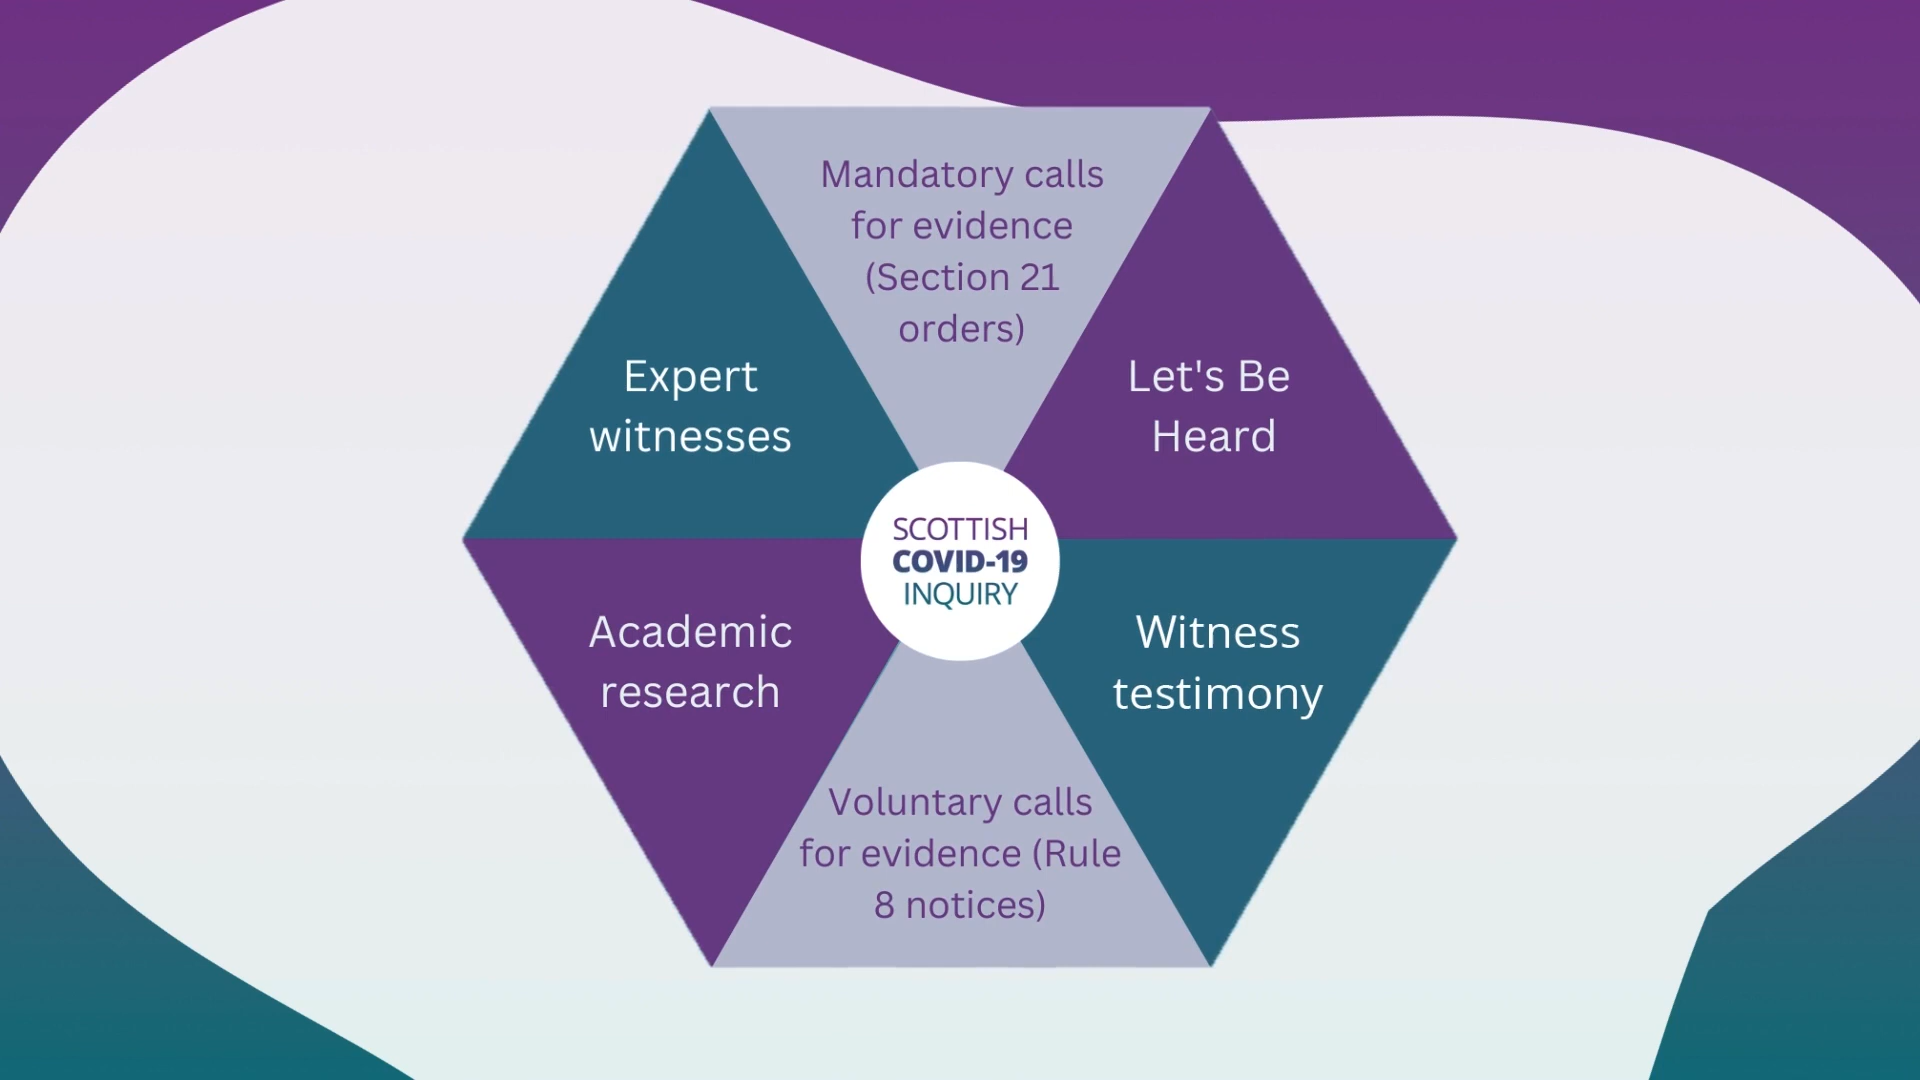 Mandatory calls
for evidence
(Section 21
orders)
Expert
witnesses
Let's Be
Heard
SCOTTISH
COVID-19
INQUIRY
Academic
research
Witness
testimony
Voluntary calls
for evidence (Rule
8 notices)